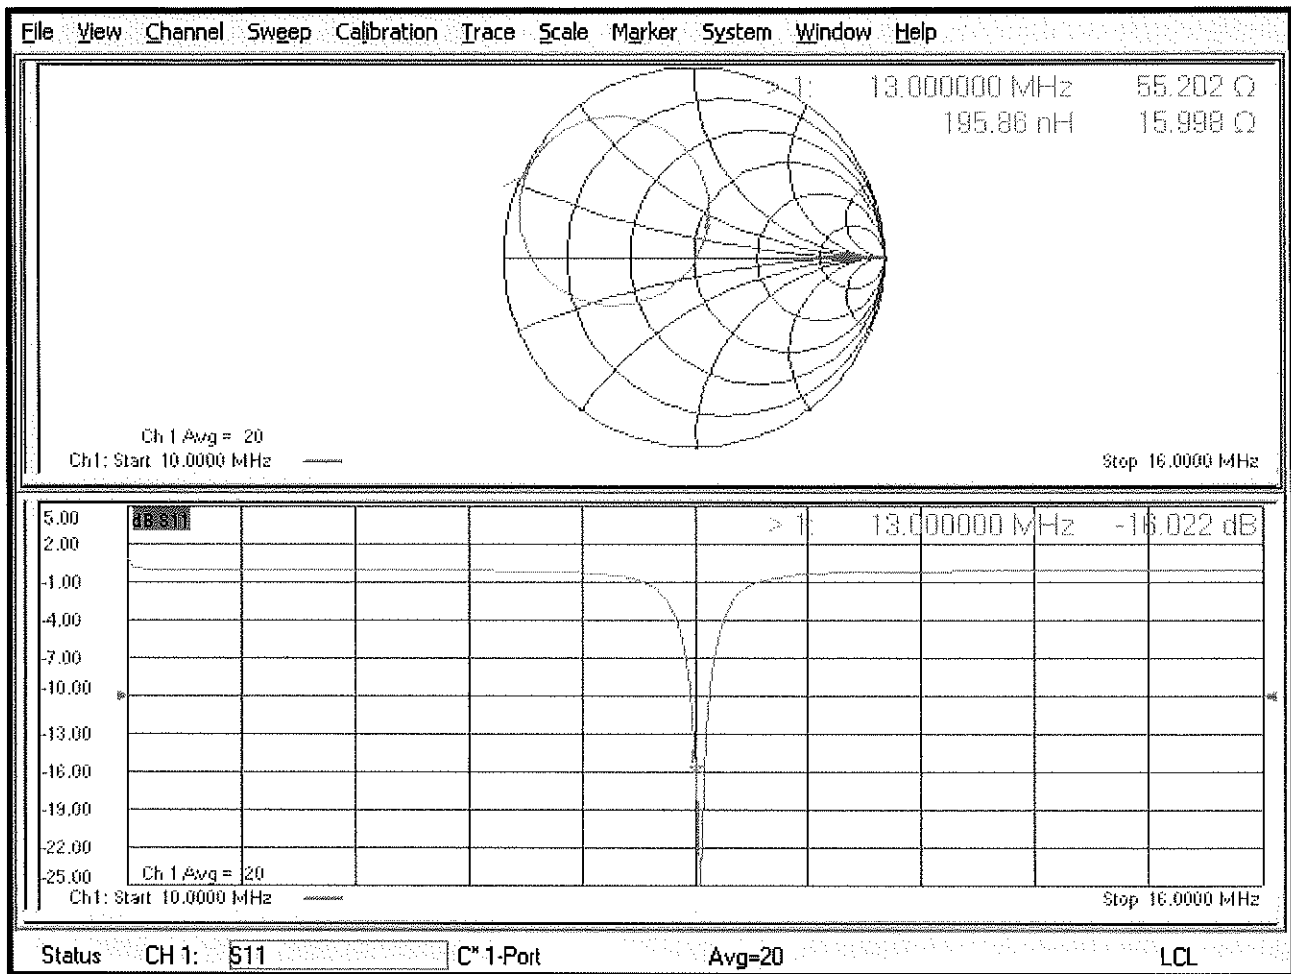 File View Channel Sweep Calibration Trace Scale Marker System Window Help
> 1: 13.000000 MHz 55.202 Ω
195.86 nH 15.998 Ω
Ch 1 Avg = 20
Ch1: Start 10.0000 MHz
Stop 16.0000 MHz
5.00
dB S11
> 1: 13.000000 MHz -16.022 dB
2.00
-1.00
-4.00
-7.00
-10.00
-13.00
-16.00
-19.00
-22.00
-25.00
Ch 1 Avg = 20
Ch1: Start 10.0000 MHz
Stop 16.0000 MHz
Status CH 1: S11 C* 1-Port Avg=20 LCL